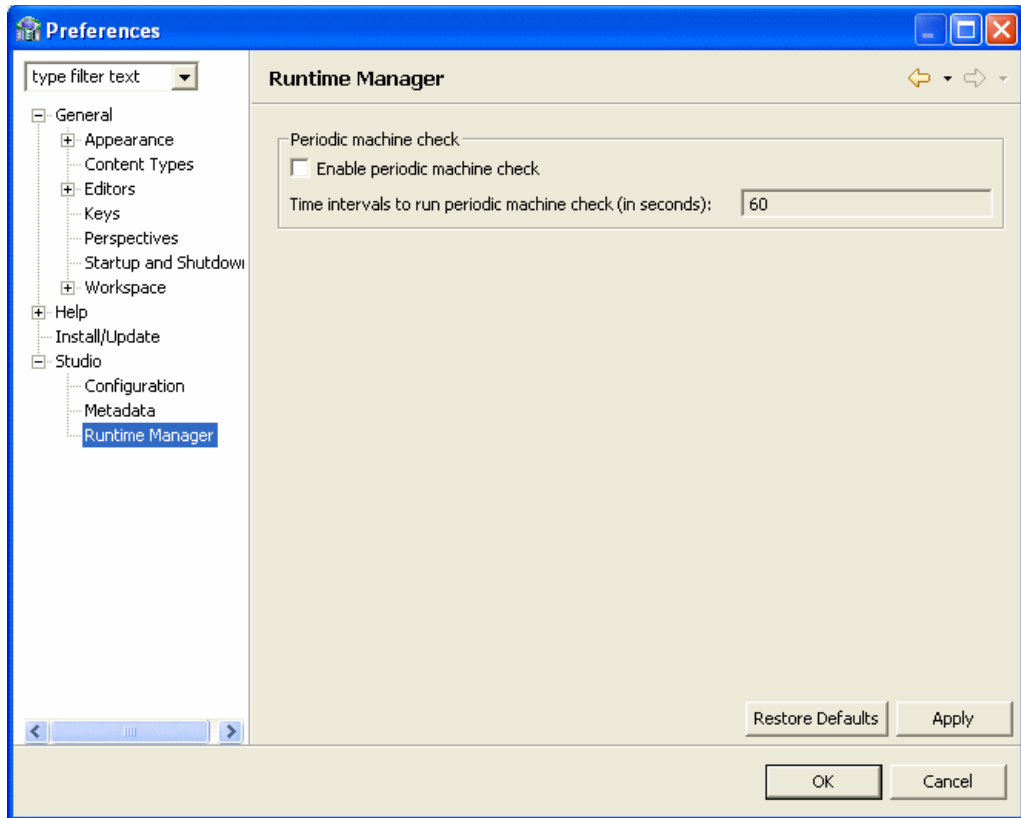 Preferences
type filter text
General
Appearance
Content Types
Editors
Keys
Perspectives
Startup and Shutdow
Workspace
Help
Install/Update
Studio
Configuration
Metadata
Runtime Manager
Runtime Manager
Periodic machine check
Enable periodic machine check
Time intervals to run periodic machine check (in seconds): 60
Restore Defaults Apply
OK Cancel